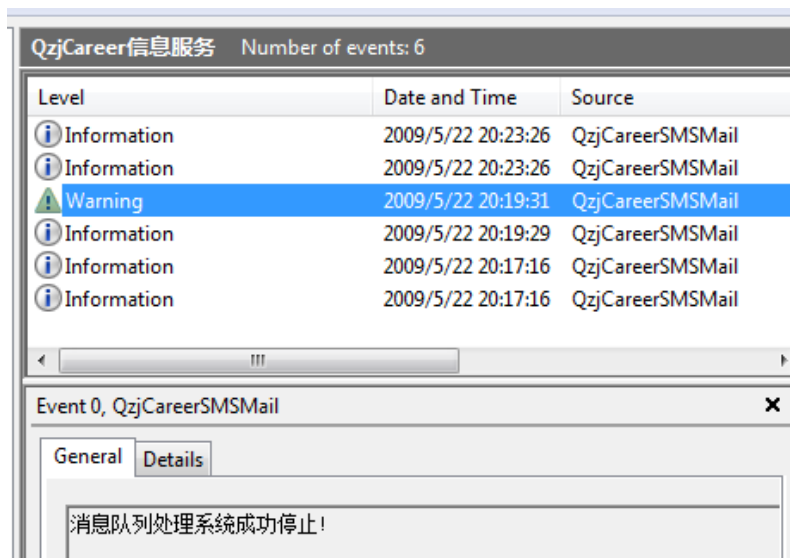 QzjCareer信息服务 Number of events: 6
Level Date and Time Source
Information 2009/5/22 20:23:26 QzjCareerSMSMail
Information 2009/5/22 20:23:26 QzjCareerSMSMail
Warning 2009/5/22 20:19:31 QzjCareerSMSMail
Information 2009/5/22 20:19:29 QzjCareerSMSMail
Information 2009/5/22 20:17:16 QzjCareerSMSMail
Information 2009/5/22 20:17:16 QzjCareerSMSMail
Event 0, QzjCareerSMSMail
General Details
消息队列处理系统成功停止!